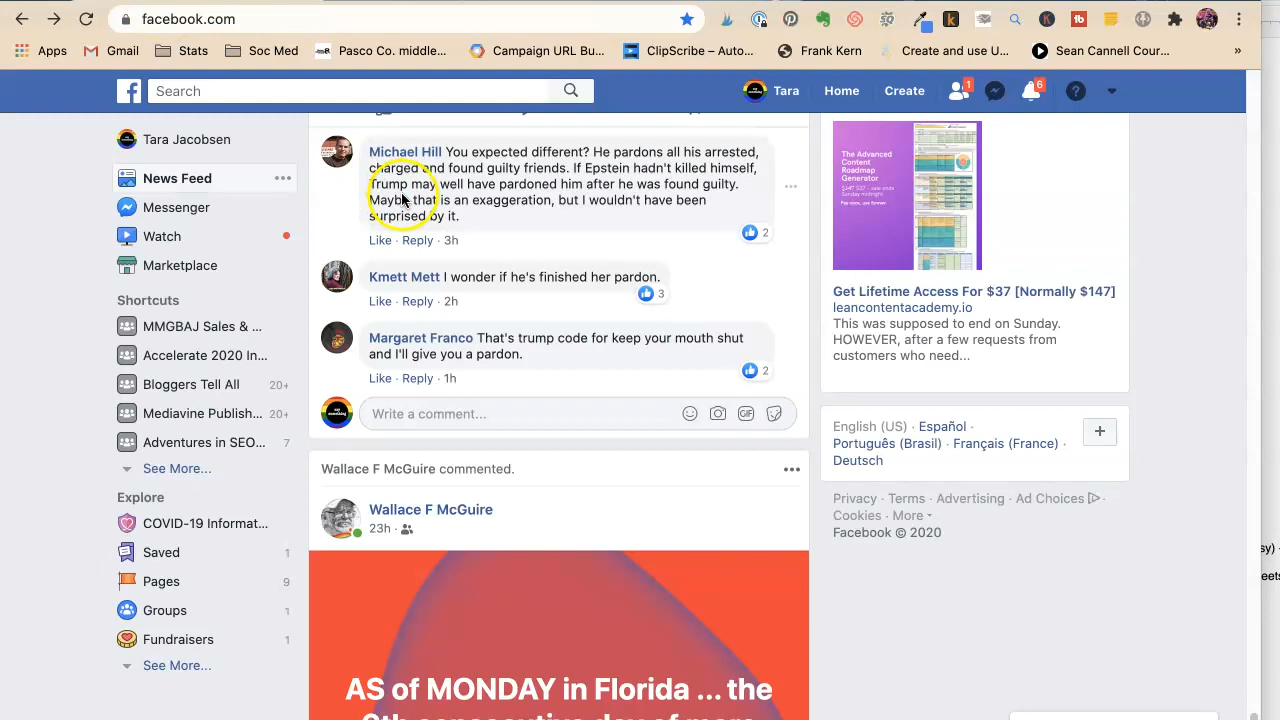 facebook.com
Apps Gmail Stats Soc Med Pasco Co. middle... Campaign URL Bu... ClipScribe – Auto... Frank Kern Create and use U... Sean Cannell Cour... »
Search Tara Home Create 1 6
Tara Jacobsen
News Feed
Messenger
Watch
Marketplace
Shortcuts
MMGBAJ Sales & ...
Accelerate 2020 In...
Bloggers Tell All 20+
Mediavine Publish... 20+
Adventures in SEO... 7
See More...
Explore
COVID-19 Informat...
Saved 1
Pages 9
Groups 1
Fundraisers 1
See More...
Michael Hill You expected different? He pardons all his arrested,
charged and found guilty friends. If Epstein hadn't killed himself,
Trump may well have pardoned him after he was found guilty.
Maybe that is an exaggeration, but I wouldn't have been
surprised by it.
2
Like · Reply · 3h
Kmett Mett I wonder if he's finished her pardon.
3
Like · Reply · 2h
Margaret Franco That's trump code for keep your mouth shut
and I'll give you a pardon.
2
Like · Reply · 1h
Write a comment...
GIF
Wallace F McGuire commented.
Wallace F McGuire
23h ·
AS of MONDAY in Florida ... the
The Advanced
Content
Roadmap
Generator
Get Lifetime Access For $37 [Normally $147]
leancontentacademy.io
This was supposed to end on Sunday.
HOWEVER, after a few requests from
customers who need...
English (US) · Español ·
Português (Brasil) · Français (France) ·
Deutsch
Privacy · Terms · Advertising · Ad Choices ·
Cookies · More
Facebook © 2020